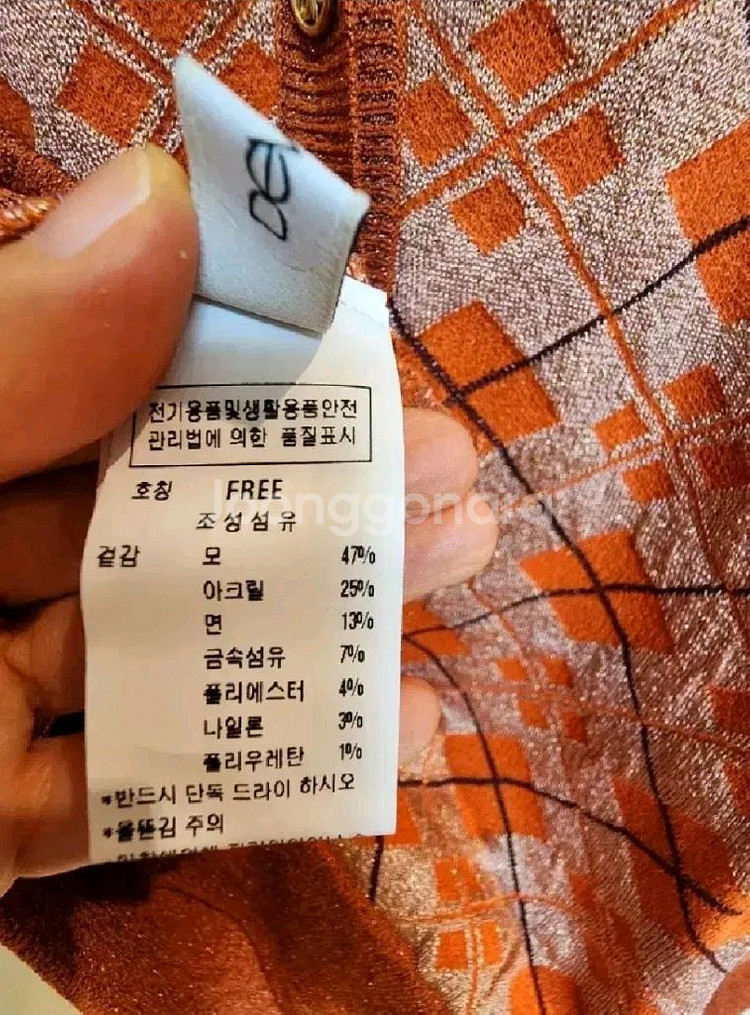 전기용품및생활용품안전
관리법에 의한 품질표시
호칭 FREE
조성섬유
겉감 모 47%
아크릴 25%
면 13%
금속섬유 7%
폴리에스터 4%
나일론 3%
폴리우레탄 1%
*반드시 단독 드라이 하시오
*올뜯김 주의
Joonggonara